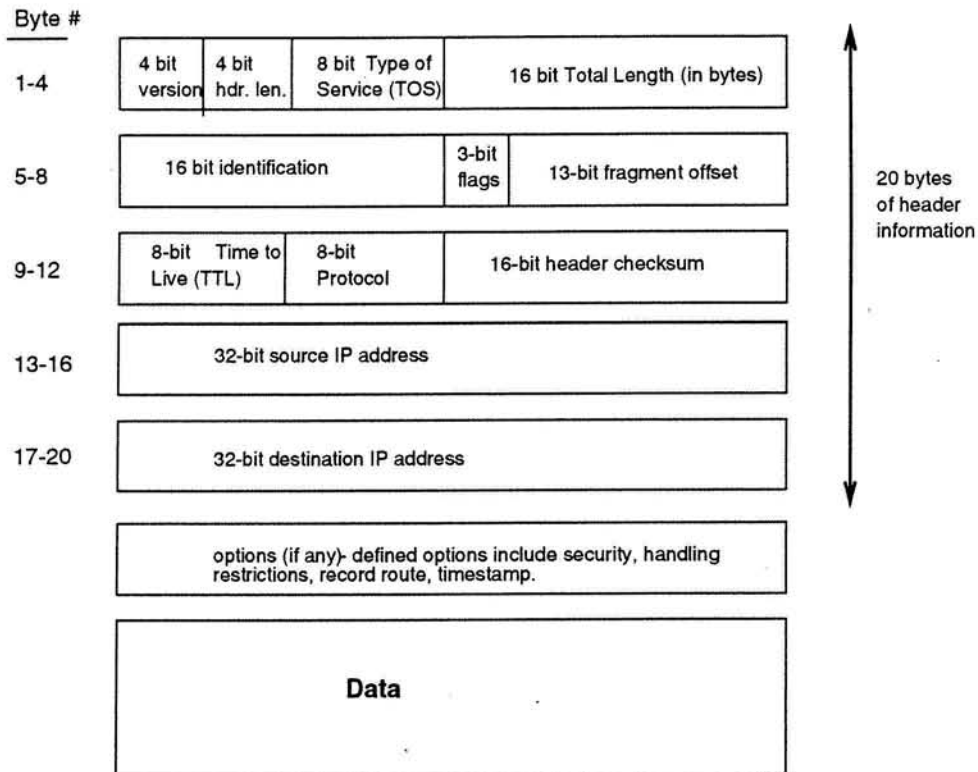 Byte #
1-4
4 bit
version
4 bit
hdr. len.
8 bit Type of
Service (TOS)
16 bit Total Length (in bytes)
5-8
16 bit identification
3-bit
flags
13-bit fragment offset
20 bytes
of header
information
9-12
8-bit Time to
Live (TTL)
8-bit
Protocol
16-bit header checksum
13-16
32-bit source IP address
17-20
32-bit destination IP address
options (if any)- defined options include security, handling
restrictions, record route, timestamp.
Data